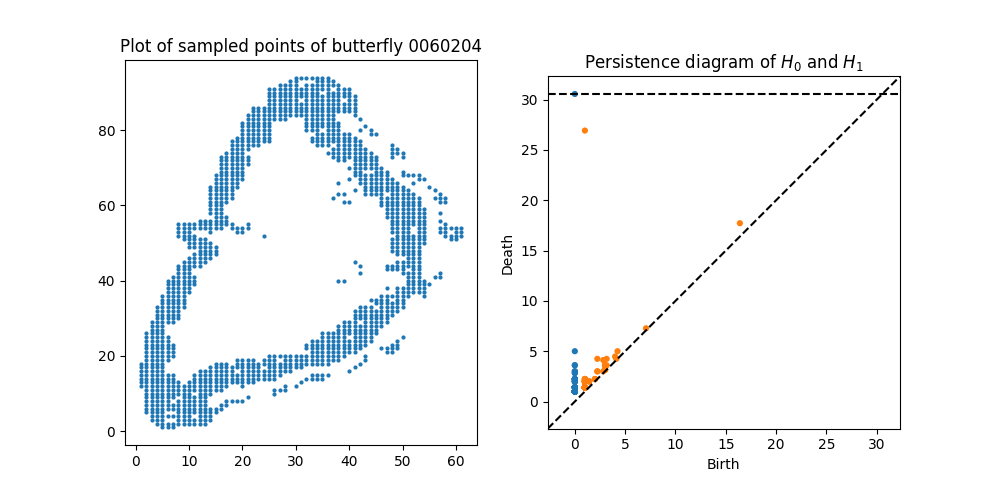 Plot of sampled points of butterfly 0060204
80
60
40
20
0
0 10 20 30 40 50 60
Persistence diagram of H₀ and H₁
Death
30
25
20
15
10
5
0
0 5 10 15 20 25 30
Birth